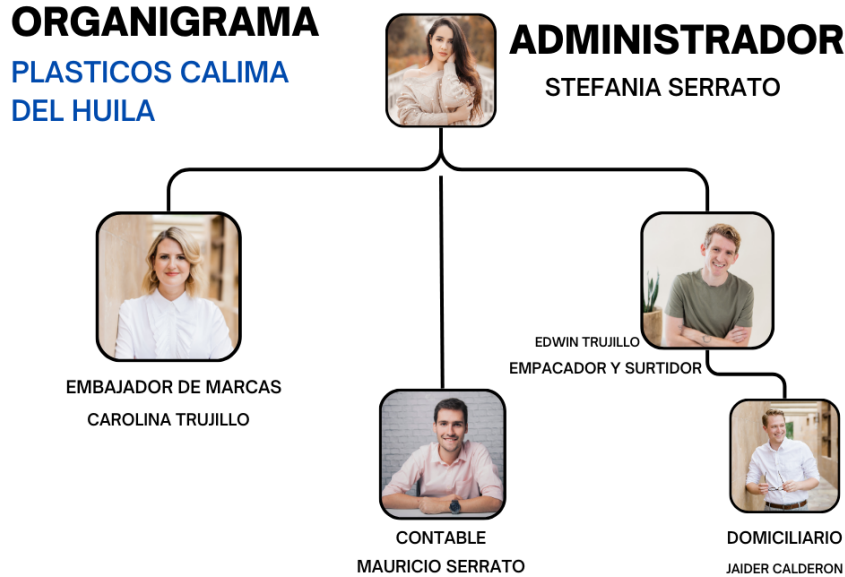 ORGANIGRAMA
PLASTICOS CALIMA
DEL HUILA
ADMINISTRADOR
STEFANIA SERRATO
EMBAJADOR DE MARCAS
CAROLINA TRUJILLO
EDWIN TRUJILLO
EMPACADOR Y SURTIDOR
CONTABLE
MAURICIO SERRATO
DOMICILIARIO
JAIDER CALDERON